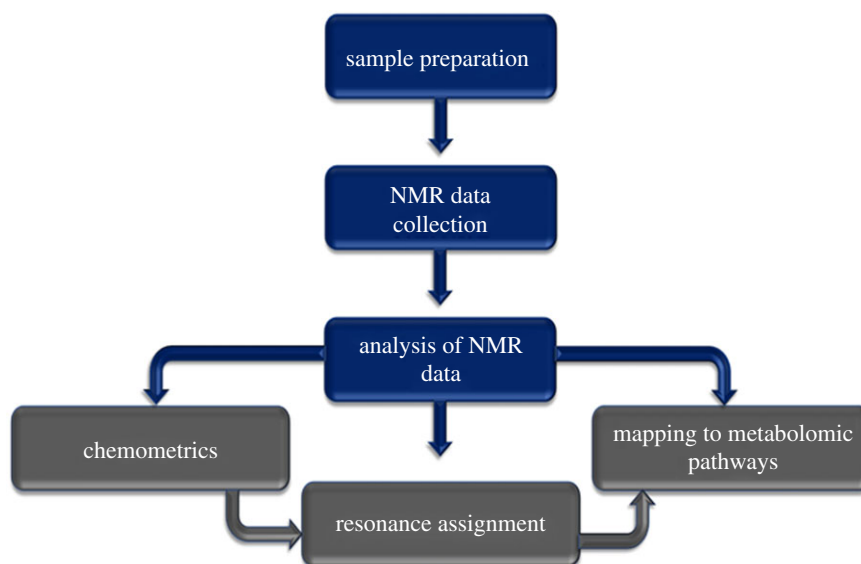 sample preparation
NMR data
collection
analysis of NMR
data
chemometrics
mapping to metabolomic
pathways
resonance assignment